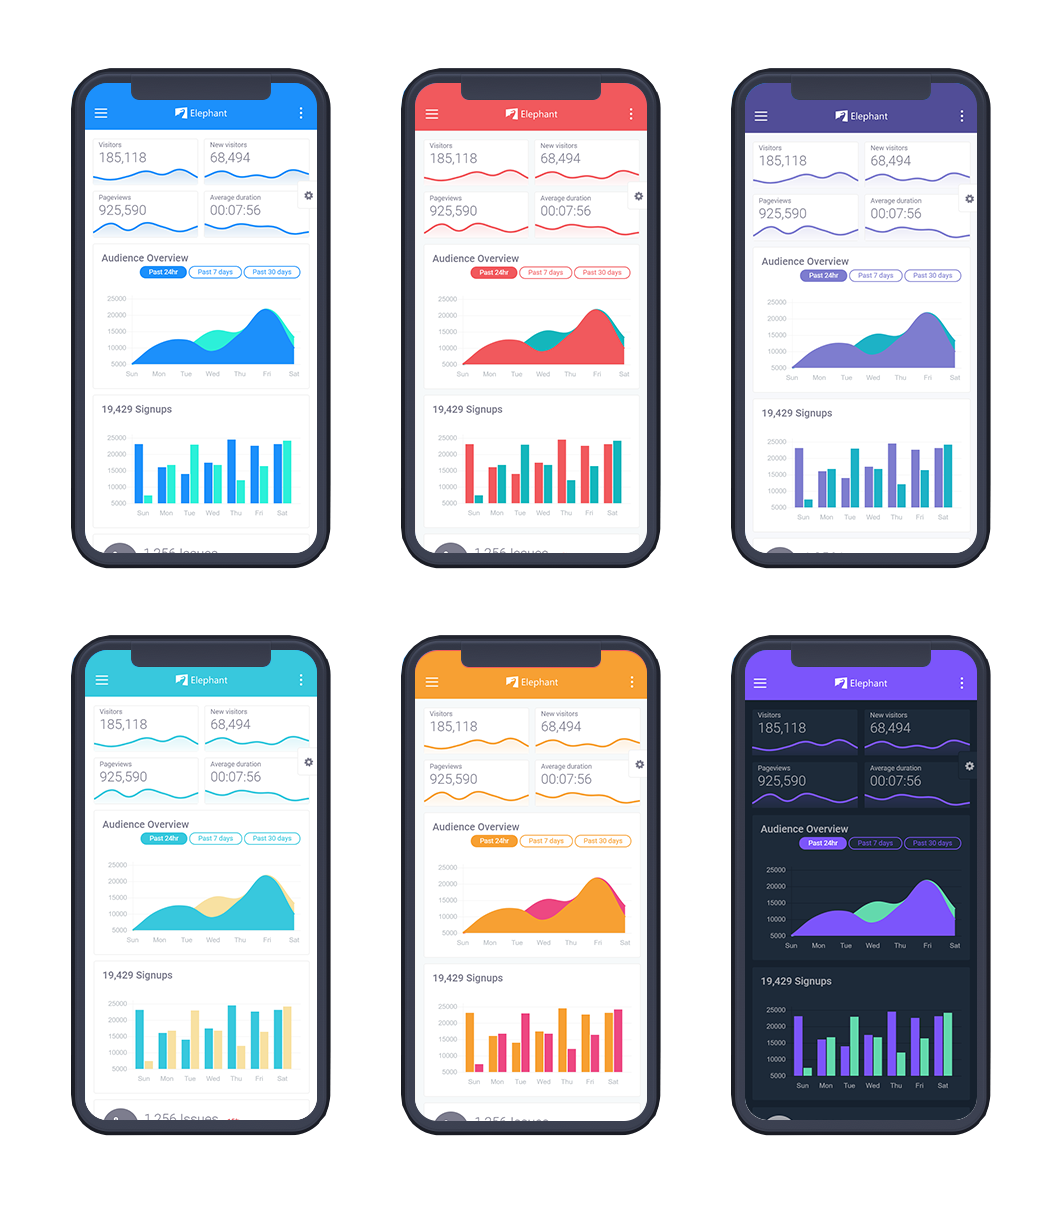 Elephant
Visitors
185,118
New visitors
68,494
Pageviews
925,590
Average duration
00:07:56
Audience Overview
Past 24hr Past 7 days Past 30 days
25000
20000
15000
10000
5000
Sun Mon Tue Wed Thu Fri Sat
19,429 Signups
25000
20000
15000
10000
5000
Sun Mon Tue Wed Thu Fri Sat
1,256 Issues
Elephant
Visitors
185,118
New visitors
68,494
Pageviews
925,590
Average duration
00:07:56
Audience Overview
Past 24hr Past 7 days Past 30 days
25000
20000
15000
10000
5000
Sun Mon Tue Wed Thu Fri Sat
19,429 Signups
25000
20000
15000
10000
5000
Sun Mon Tue Wed Thu Fri Sat
1,256 Issues
Elephant
Visitors
185,118
New visitors
68,494
Pageviews
925,590
Average duration
00:07:56
Audience Overview
Past 24hr Past 7 days Past 30 days
25000
20000
15000
10000
5000
Sun Mon Tue Wed Thu Fri Sat
19,429 Signups
25000
20000
15000
10000
5000
Sun Mon Tue Wed Thu Fri Sat
Elephant
Visitors
185,118
New visitors
68,494
Pageviews
925,590
Average duration
00:07:56
Audience Overview
Past 24hr Past 7 days Past 30 days
25000
20000
15000
10000
5000
Sun Mon Tue Wed Thu Fri Sat
19,429 Signups
25000
20000
15000
10000
5000
Sun Mon Tue Wed Thu Fri Sat
1,256 Issues
Elephant
Visitors
185,118
New visitors
68,494
Pageviews
925,590
Average duration
00:07:56
Audience Overview
Past 24hr Past 7 days Past 30 days
25000
20000
15000
10000
5000
Sun Mon Tue Wed Thu Fri Sat
19,429 Signups
25000
20000
15000
10000
5000
Sun Mon Tue Wed Thu Fri Sat
1,256 Issues
Elephant
Visitors
185,118
New visitors
68,494
Pageviews
925,590
Average duration
00:07:56
Audience Overview
Past 24hr Past 7 days Past 30 days
25000
20000
15000
10000
5000
Sun Mon Tue Wed Thu Fri Sat
19,429 Signups
25000
20000
15000
10000
5000
Sun Mon Tue Wed Thu Fri Sat